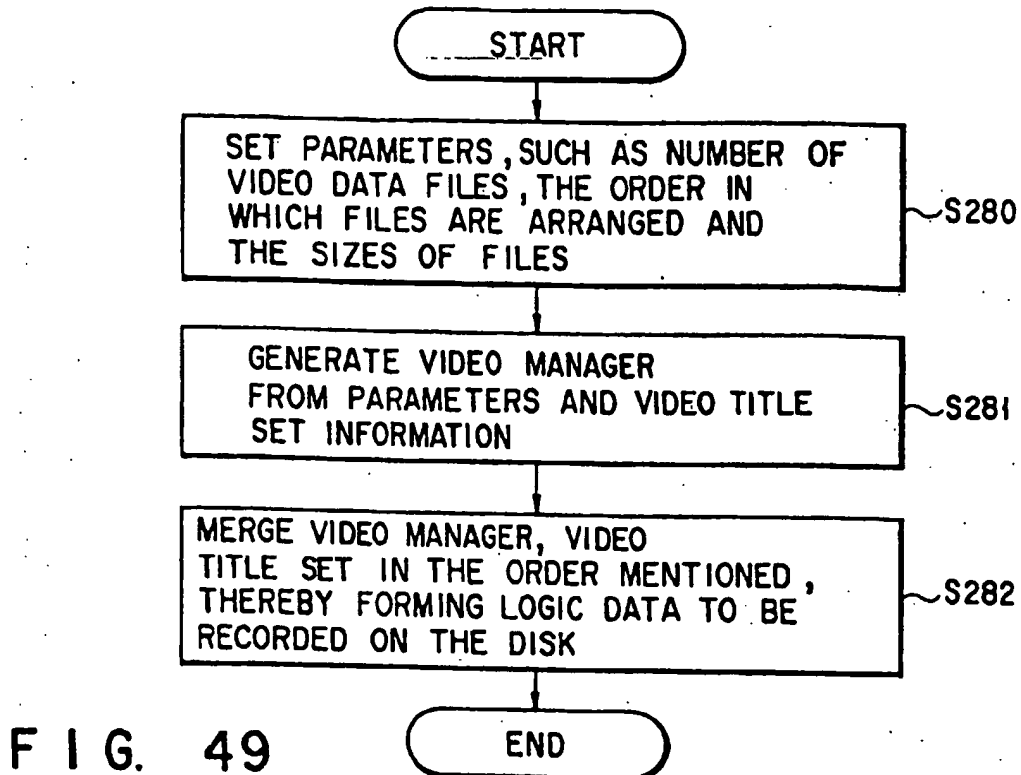 START
SET PARAMETERS, SUCH AS NUMBER OF
VIDEO DATA FILES, THE ORDER IN
WHICH FILES ARE ARRANGED AND
THE SIZES OF FILES
S280
GENERATE VIDEO MANAGER
FROM PARAMETERS AND VIDEO TITLE
SET INFORMATION
S281
MERGE VIDEO MANAGER, VIDEO
TITLE SET IN THE ORDER MENTIONED,
THEREBY FORMING LOGIC DATA TO BE
RECORDED ON THE DISK
S282
END
FIG. 49